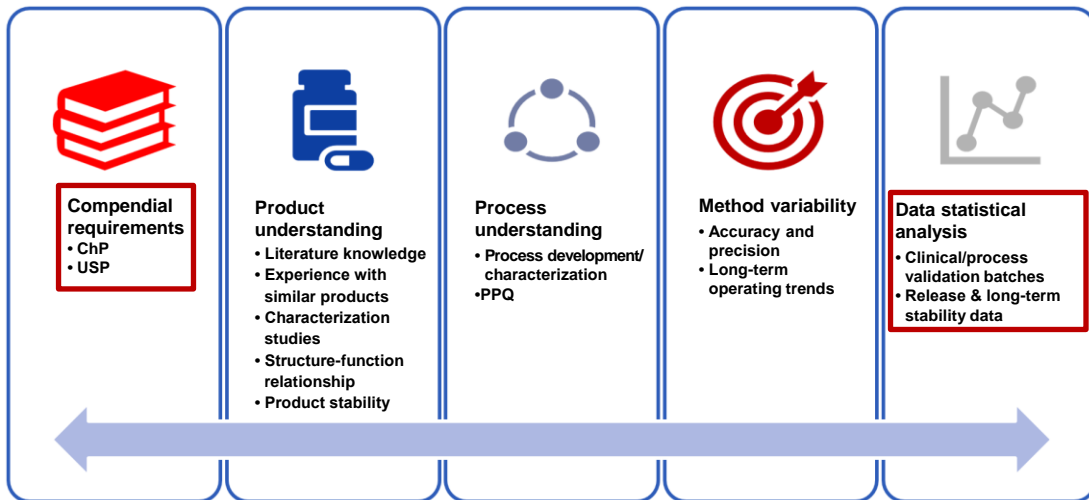 Compendial
requirements
• ChP
• USP
Product
understanding
• Literature knowledge
• Experience with
similar products
• Characterization
studies
• Structure-function
relationship
• Product stability
Process
understanding
• Process development/
characterization
•PPQ
Method variability
• Accuracy and
precision
• Long-term
operating trends
Data statistical
analysis
• Clinical/process
validation batches
• Release & long-term
stability data